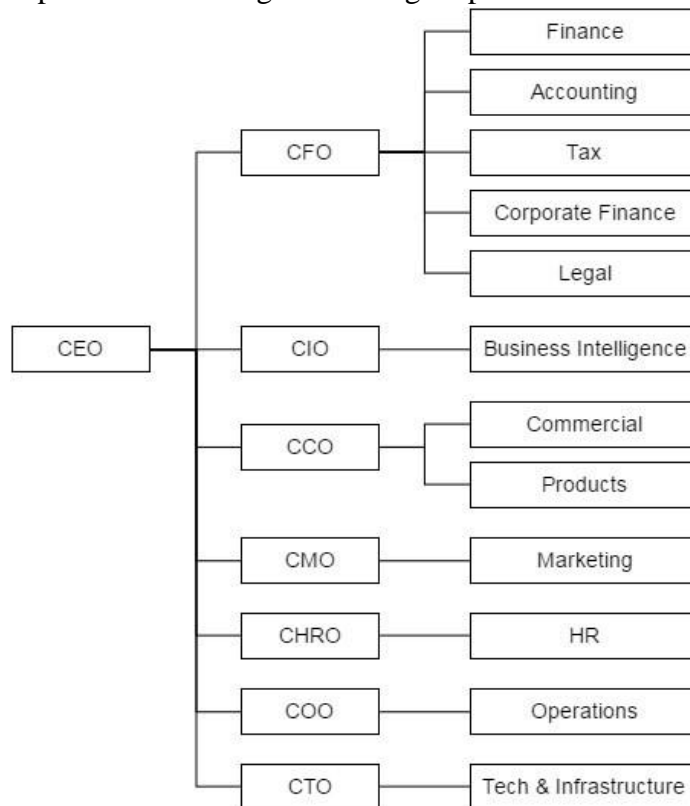 Finance
Accounting
CFO
Tax
Corporate Finance
Legal
CEO
CIO
Business Intelligence
CCO
Commercial
Products
CMO
Marketing
CHRO
HR
COO
Operations
CTO
Tech & Infrastructure